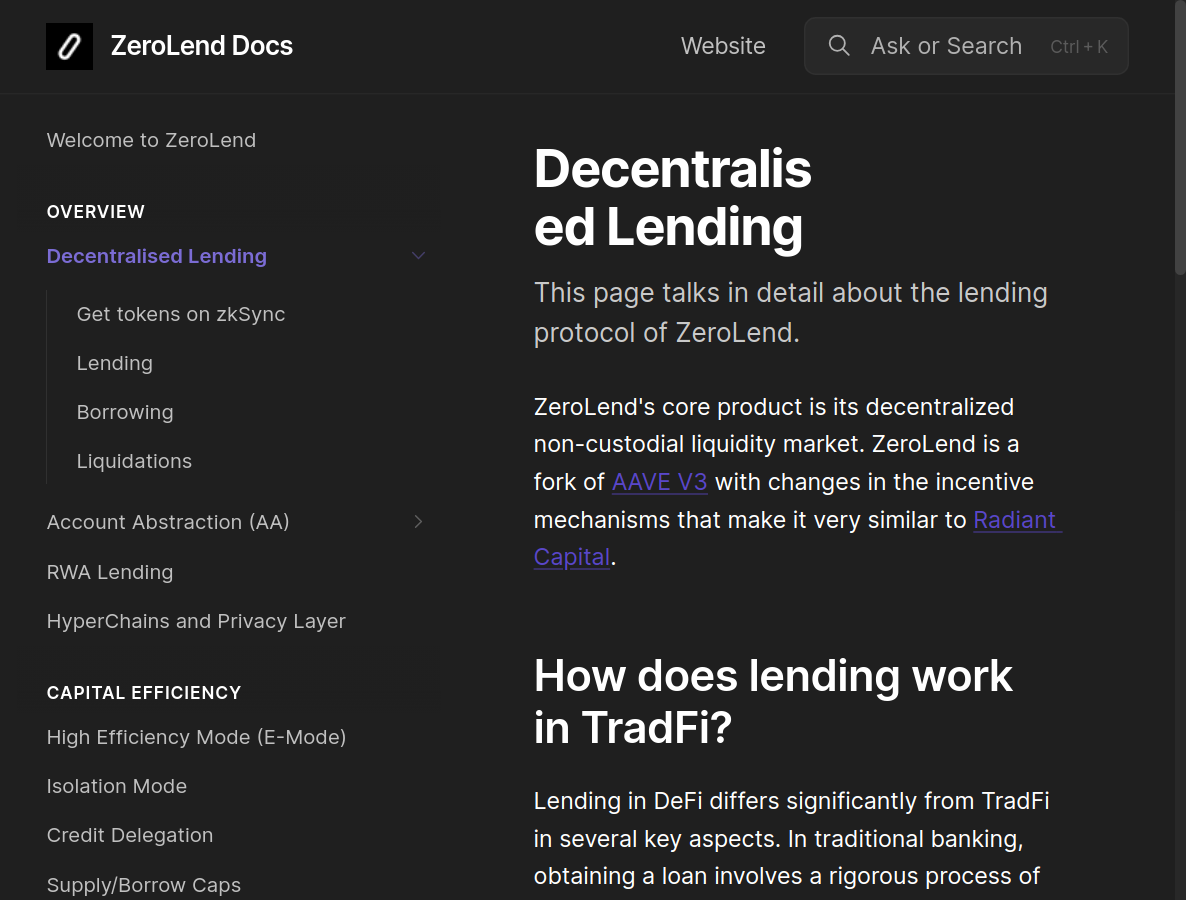 ZeroLend Docs
Website
Ask or Search
Ctrl + K
Welcome to ZeroLend
OVERVIEW
Decentralised Lending
Get tokens on zkSync
Lending
Borrowing
Liquidations
Account Abstraction (AA)
RWA Lending
HyperChains and Privacy Layer
CAPITAL EFFICIENCY
High Efficiency Mode (E-Mode)
Isolation Mode
Credit Delegation
Supply/Borrow Caps
Decentralis
ed Lending
This page talks in detail about the lending
protocol of ZeroLend.
ZeroLend's core product is its decentralized
non-custodial liquidity market. ZeroLend is a
fork of AAVE V3 with changes in the incentive
mechanisms that make it very similar to Radiant
Capital.
How does lending work
in TradFi?
Lending in DeFi differs significantly from TradFi
in several key aspects. In traditional banking,
obtaining a loan involves a rigorous process of